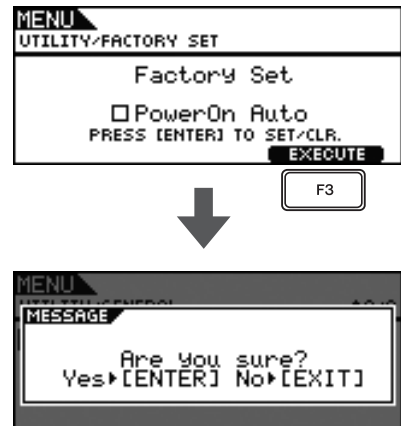 MENU
UTILITY/FACTORY SET
Factory Set
□PowerOn Auto
PRESS [ENTER] TO SET/CLR.
EXECUTE
F3
MENU
MESSAGE
Are you sure?
Yes▶[ENTER] No▶[EXIT]